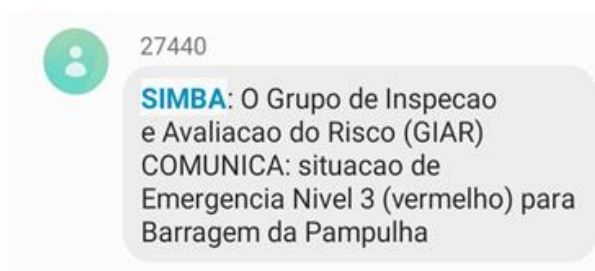 27440
SIMBA: O Grupo de Inspecao
e Avaliacao do Risco (GIAR)
COMUNICA: situacao de
Emergencia Nivel 3 (vermelho) para
Barragem da Pampulha